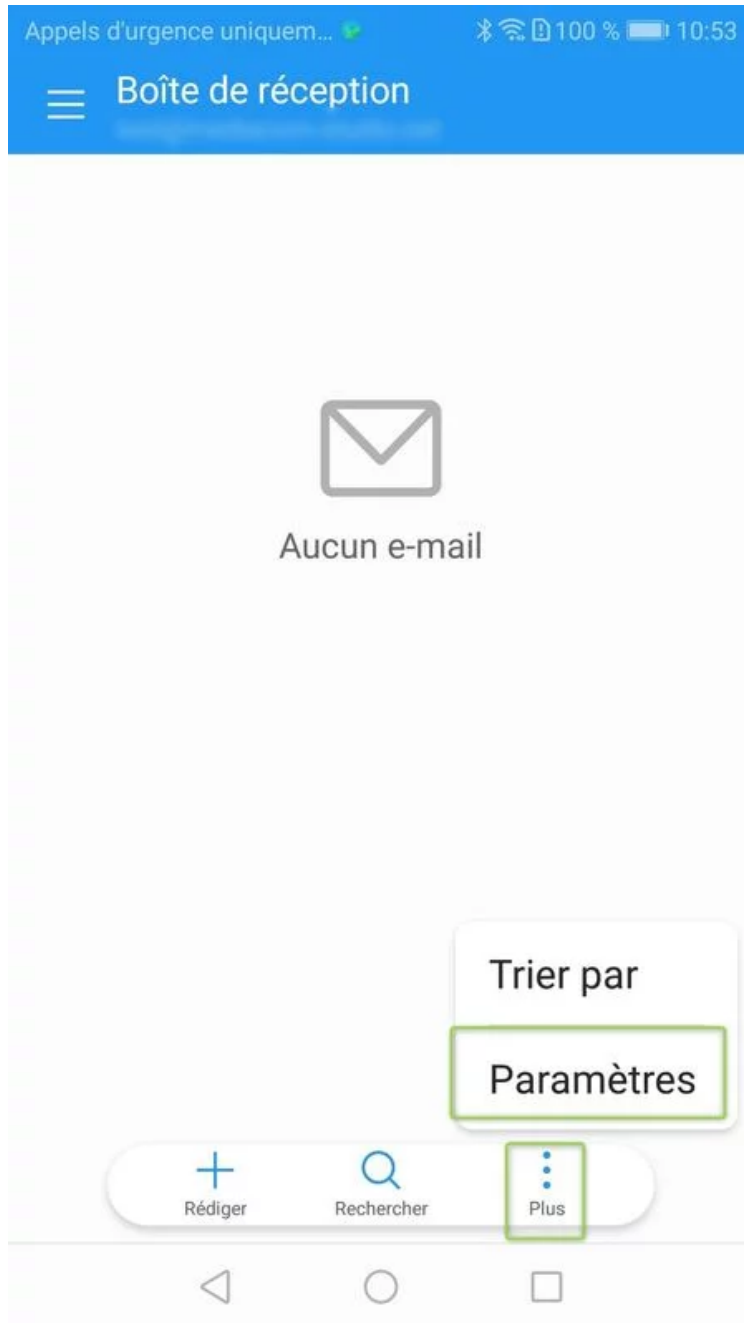 Appels d'urgence uniquem... 100 % 10:53
Boîte de réception
Aucun e-mail
Trier par
Paramètres
Rédiger Rechercher Plus